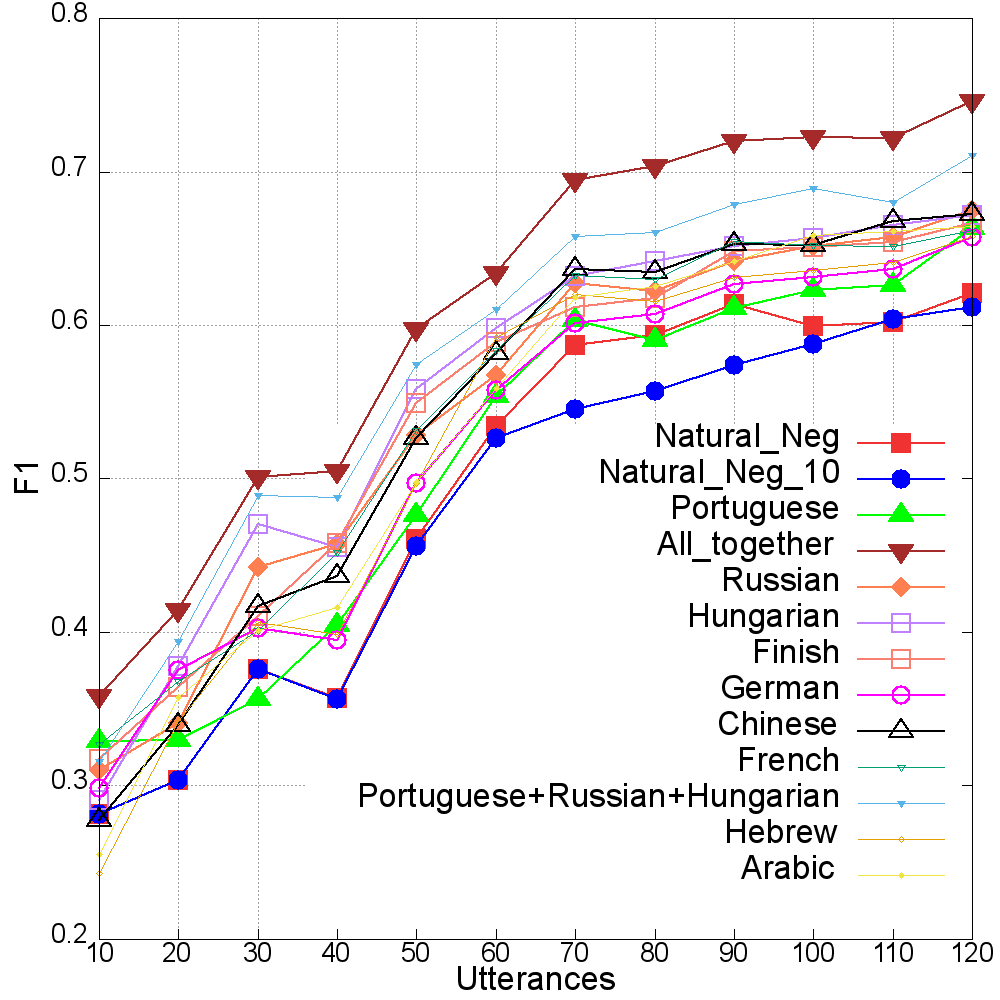 0.8
0.7
0.6
0.5
0.4
0.3
0.2
F1
Natural_Neg
Natural_Neg_10
Portuguese
All_together
Russian
Hungarian
Finish
German
Chinese
French
Portuguese+Russian+Hungarian
Hebrew
Arabic
10 20 30 40 50 60 70 80 90 100 110 120
Utterances